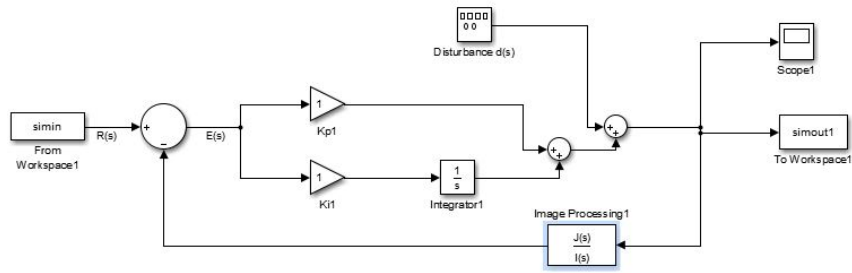 Disturbance d(s)
Scope1
simin
From
Workspace1
R(s)
+
−
E(s)
1
Kp1
1
Ki1
1
s
Integrator1
+
+
+
+
simout1
To Workspace1
Image Processing1
J(s)
I(s)